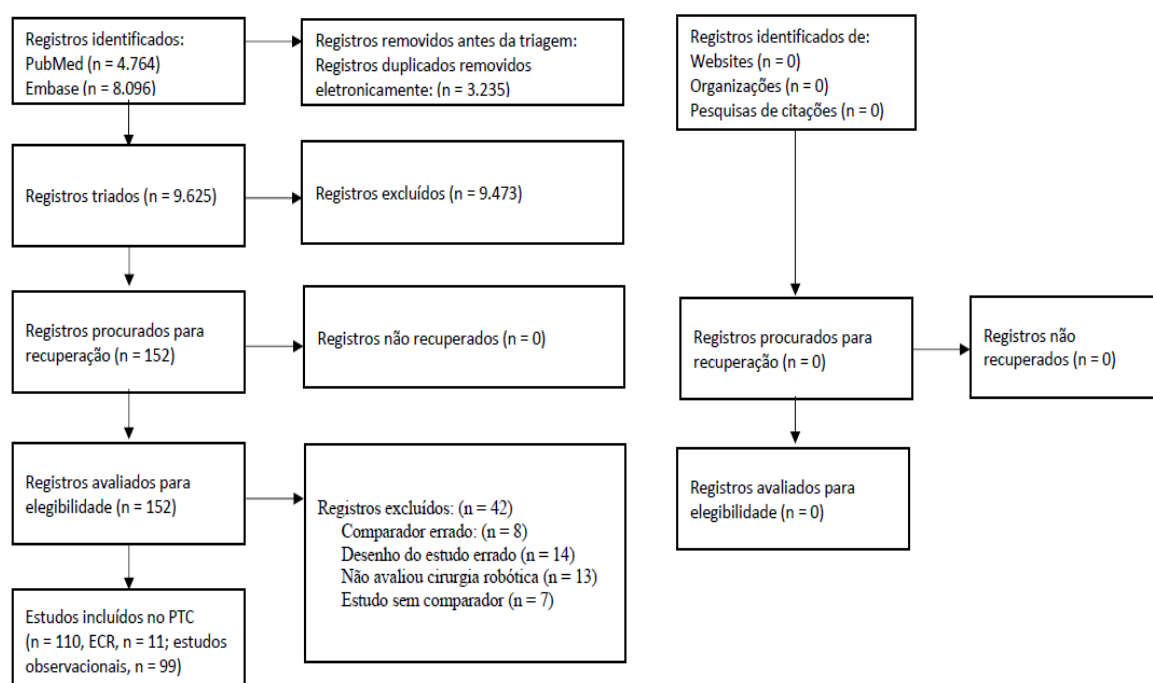 Registros identificados:
PubMed (n = 4.764)
Embase (n = 8.096)
Registros removidos antes da triagem:
Registros duplicados removidos
eletronicamente: (n = 3.235)
Registros triados (n = 9.625)
Registros excluídos (n = 9.473)
Registros procurados para
recuperação (n = 152)
Registros não recuperados (n = 0)
Registros avaliados para
elegibilidade (n = 152)
Registros excluídos: (n = 42)
Comparador errado: (n = 8)
Desenho do estudo errado (n = 14)
Não avaliou cirurgia robótica (n = 13)
Estudo sem comparador (n = 7)
Estudos incluídos no PTC
(n = 110, ECR, n = 11; estudos
observacionais, n = 99)
Registros identificados de:
Websites (n = 0)
Organizações (n = 0)
Pesquisas de citações (n = 0)
Registros procurados para
recuperação (n = 0)
Registros não
recuperados (n = 0)
Registros avaliados para
elegibilidade (n = 0)